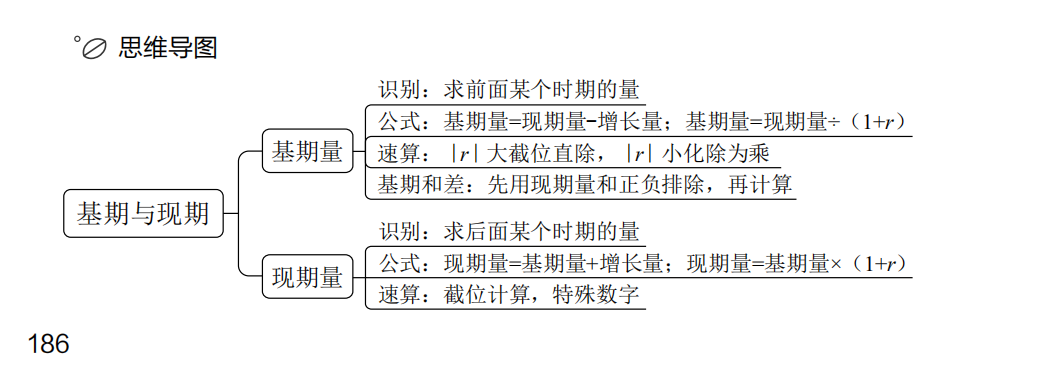 思维导图
识别：求前面某个时期的量
公式：基期量=现期量-增长量；基期量=现期量÷（1+r）
基期量
速算：|r|大截位直除，|r|小化除为乘
基期和差：先用现期量和正负排除，再计算
基期与现期
识别：求后面某个时期的量
公式：现期量=基期量+增长量；现期量=基期量×（1+r）
现期量
速算：截位计算，特殊数字
186